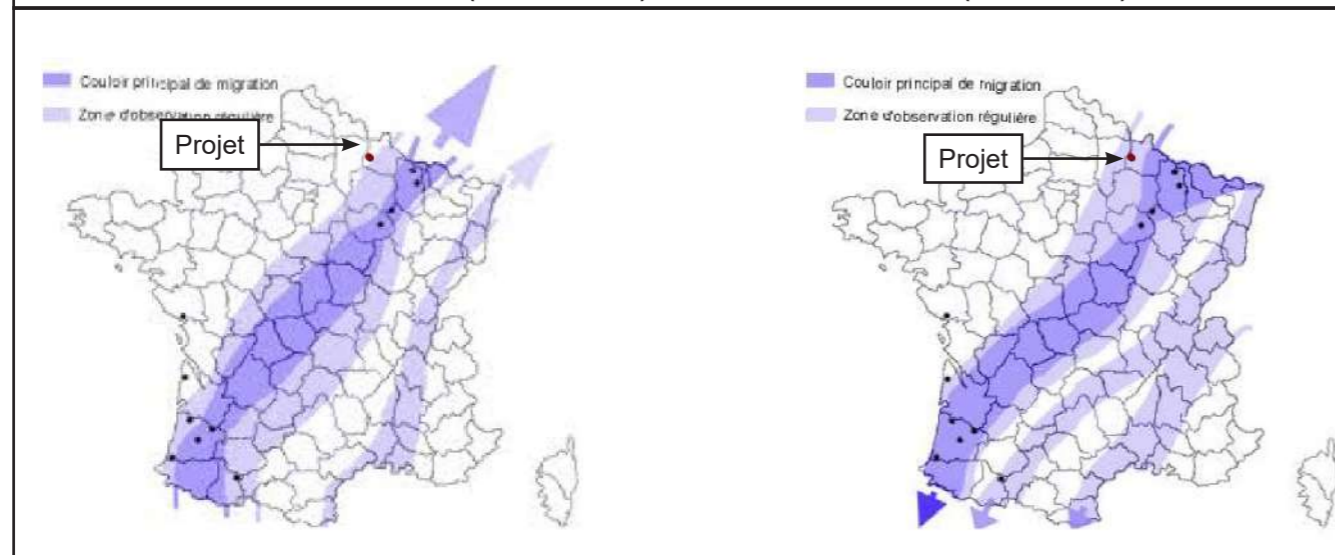 Couloir principal de migration
Zone d'observation régulière
Projet
Couloir principal de migration
Zone d'observation régulière
Projet